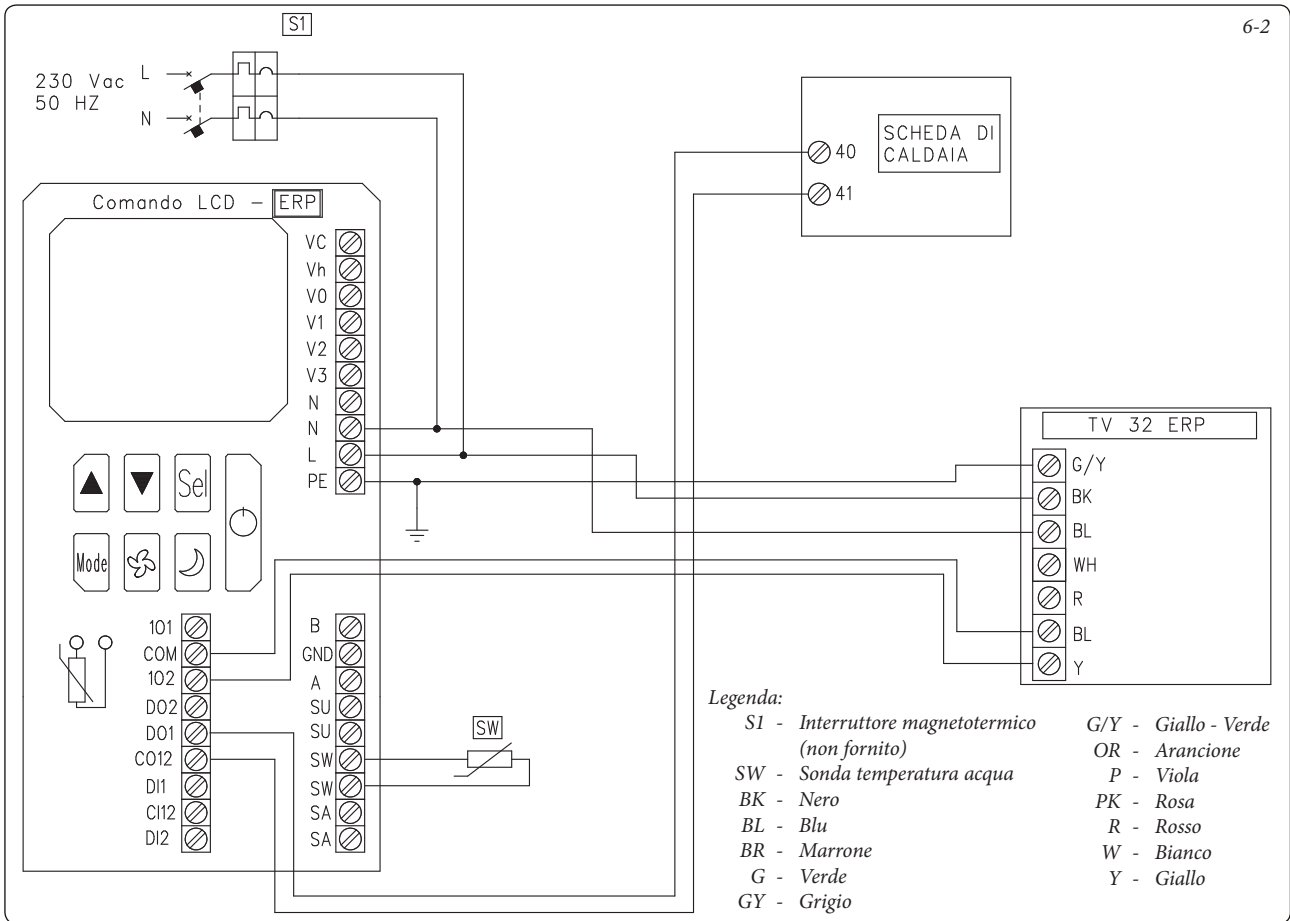 S1
6-2
230 Vac
50 HZ
L
N
SCHEDA DI
CALDAIA
40
41
Comando LCD - ERP
VC
Vh
V0
V1
V2
V3
N
N
L
PE
Sel
Mode
TV 32 ERP
G/Y
BK
BL
WH
R
BL
Y
101
COM
102
D02
D01
C012
DI1
CI12
DI2
B
GND
A
SU
SU
SW
SW
SA
SA
SW
Legenda:
S1 - Interruttore magnetotermico
(non fornito)
SW - Sonda temperatura acqua
BK - Nero
BL - Blu
BR - Marrone
G - Verde
GY - Grigio
G/Y - Giallo - Verde
OR - Arancione
P - Viola
PK - Rosa
R - Rosso
W - Bianco
Y - Giallo